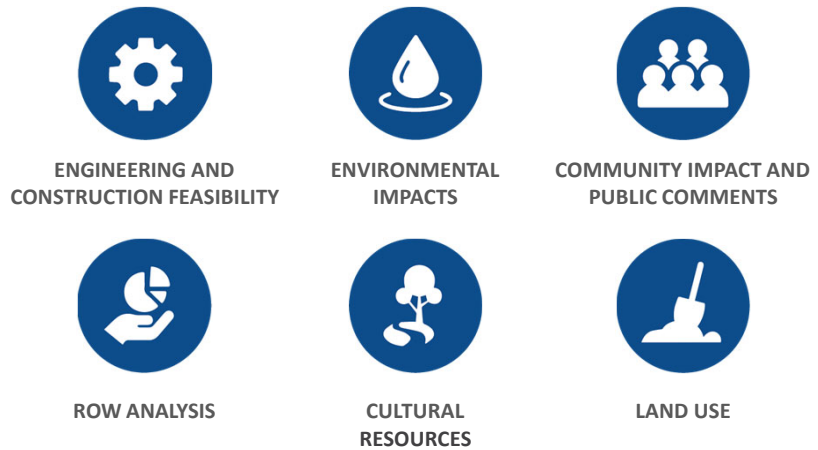 ENGINEERING AND
CONSTRUCTION FEASIBILITY
ENVIRONMENTAL
IMPACTS
COMMUNITY IMPACT AND
PUBLIC COMMENTS
ROW ANALYSIS
CULTURAL
RESOURCES
LAND USE